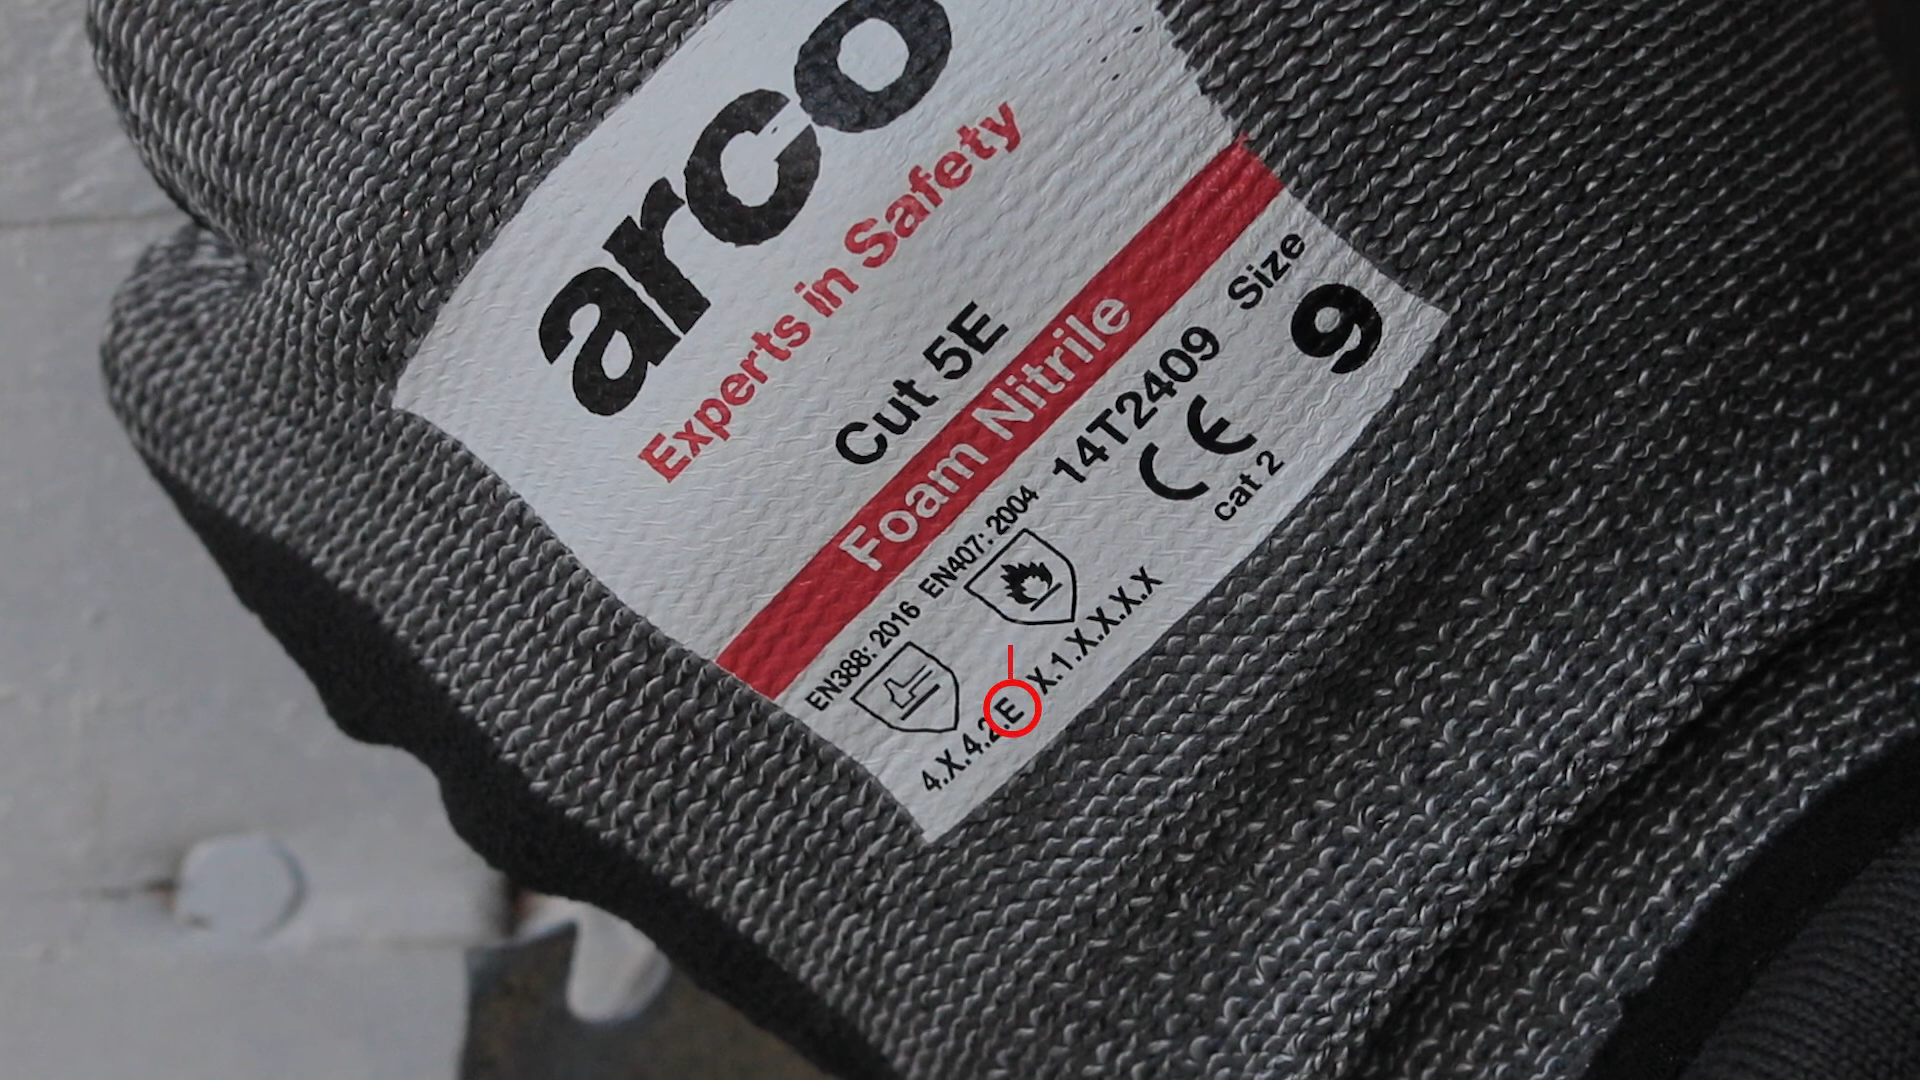 arco
Experts in Safety
Cut 5E
Foam Nitrile
14T2409 Size
9
CE
cat 2
EN388: 2016 EN407: 2004
4.X.4.2.E X.1.X.X.X.X